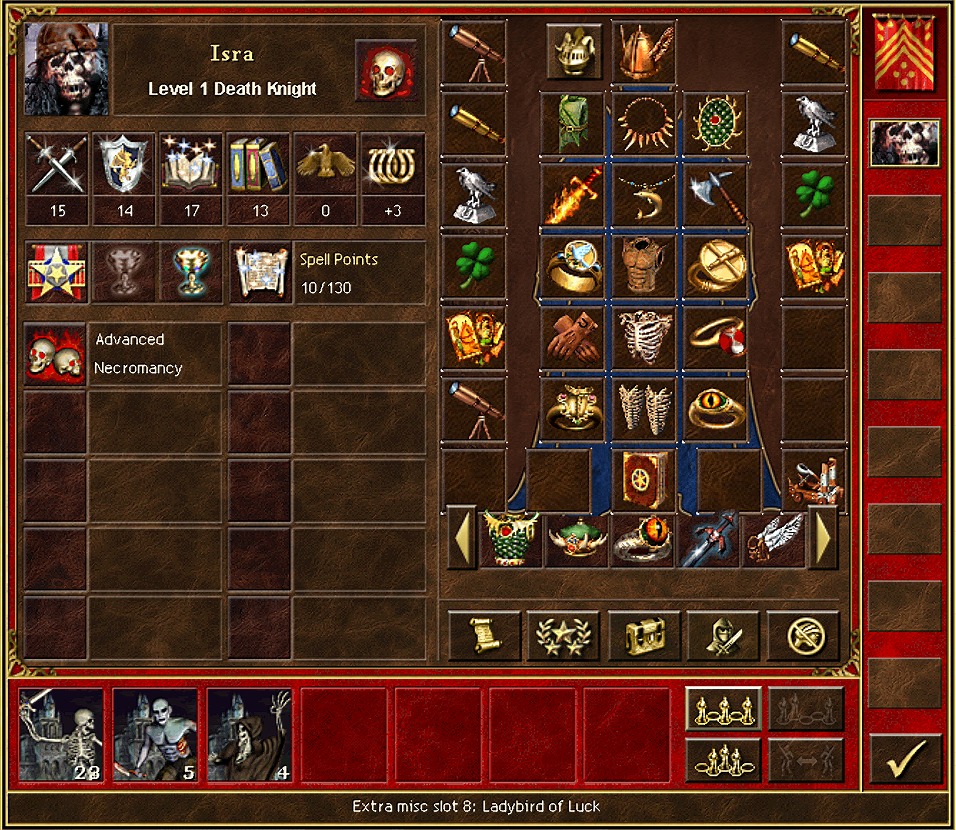 Isra
Level 1 Death Knight
15 14 17 13 0 +3
Spell Points
10/130
Advanced
Necromancy
23 5 4
Extra misc slot 8: Ladybird of Luck